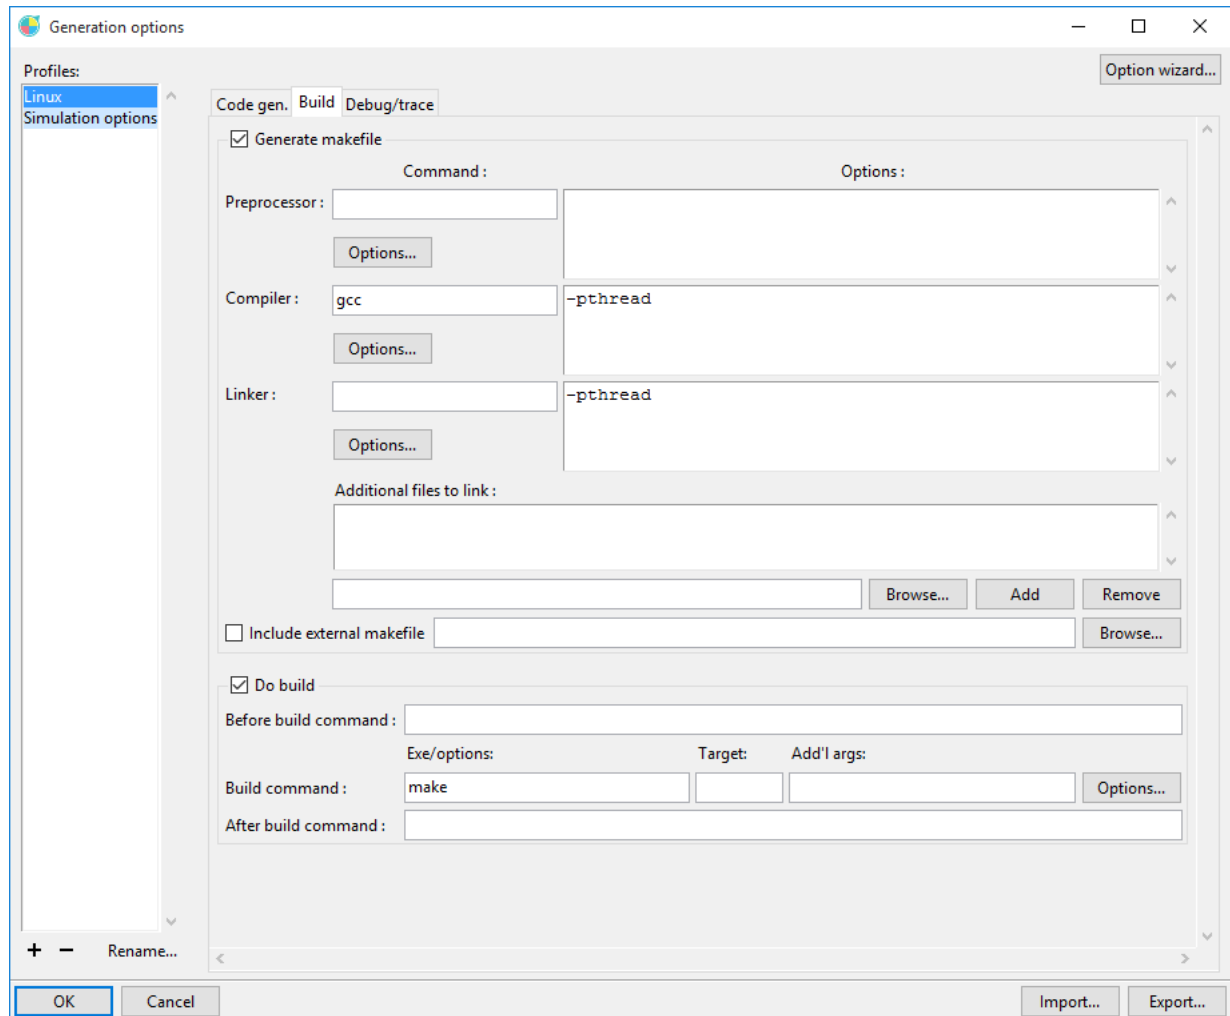 Generation options
Profiles:
Option wizard...
Linux
Simulation options
Code gen. Build Debug/trace
Generate makefile
Command : Options :
Preprocessor :
Options...
Compiler : gcc -pthread
Options...
Linker : -pthread
Options...
Additional files to link :
Browse... Add Remove
Include external makefile Browse...
Do build
Before build command :
Exe/options: Target: Add'l args:
Build command : make Options...
After build command :
+ − Rename...
OK Cancel Import... Export...